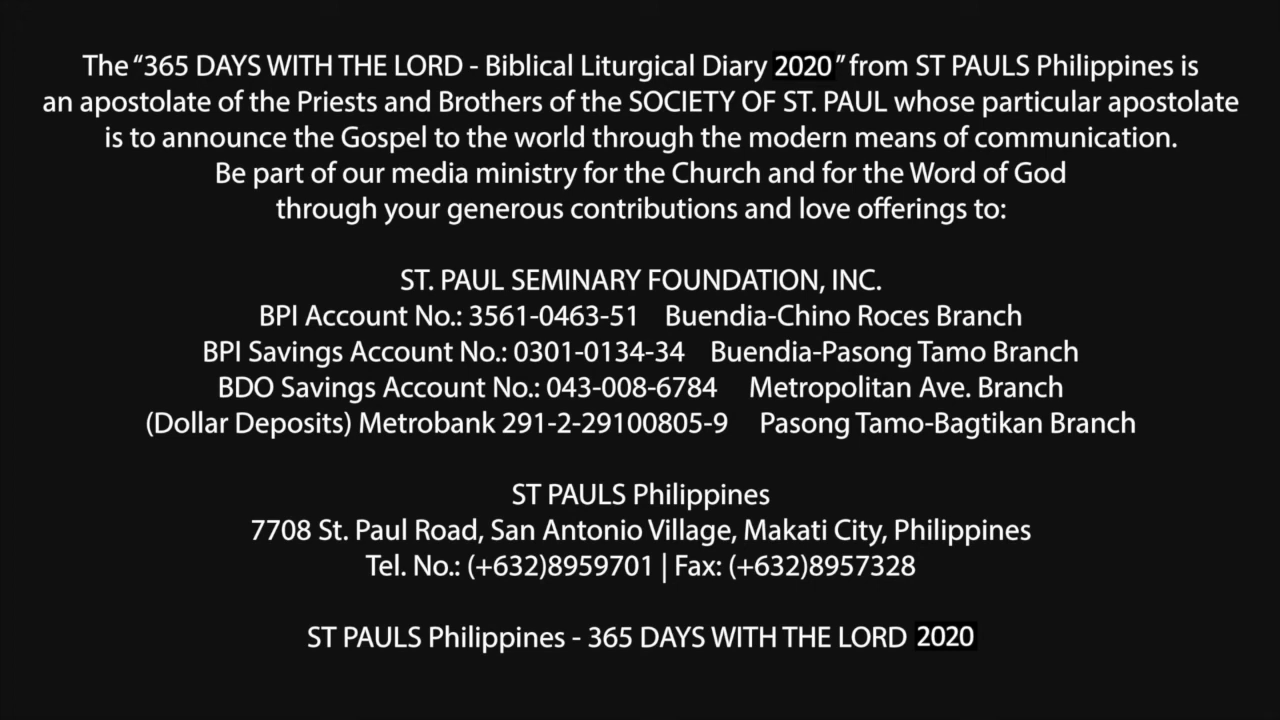 The “365 DAYS WITH THE LORD - Biblical Liturgical Diary 2020” from ST PAULS Philippines is
an apostolate of the Priests and Brothers of the SOCIETY OF ST. PAUL whose particular apostolate
is to announce the Gospel to the world through the modern means of communication.
Be part of our media ministry for the Church and for the Word of God
through your generous contributions and love offerings to:
ST. PAUL SEMINARY FOUNDATION, INC.
BPI Account No.: 3561-0463-51 Buendia-Chino Roces Branch
BPI Savings Account No.: 0301-0134-34 Buendia-Pasong Tamo Branch
BDO Savings Account No.: 043-008-6784 Metropolitan Ave. Branch
(Dollar Deposits) Metrobank 291-2-29100805-9 Pasong Tamo-Bagtikan Branch
ST PAULS Philippines
7708 St. Paul Road, San Antonio Village, Makati City, Philippines
Tel. No.: (+632)8959701 | Fax: (+632)8957328
ST PAULS Philippines - 365 DAYS WITH THE LORD 2020